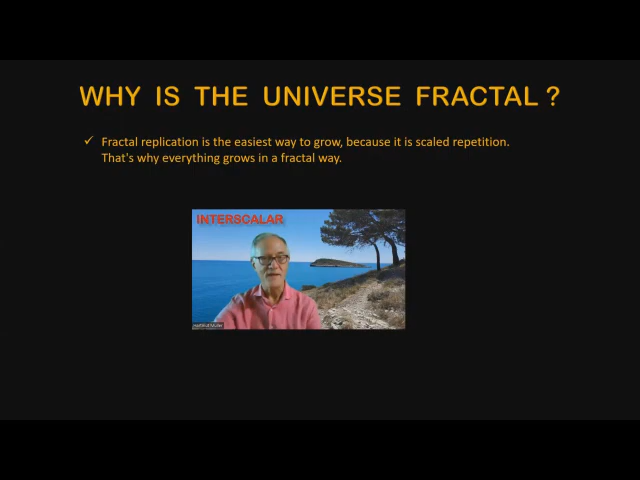 WHY IS THE UNIVERSE FRACTAL ?
✓ Fractal replication is the easiest way to grow, because it is scaled repetition.
That's why everything grows in a fractal way.
INTERSCALAR